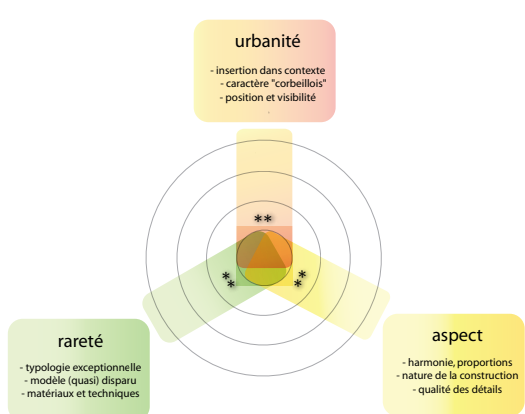 urbanité
- insertion dans contexte
- caractère "corbeillois"
- position et visibilité
**
**
**
rareté
- typologie exceptionnelle
- modèle (quasi) disparu
- matériaux et techniques
aspect
- harmonie, proportions
- nature de la construction
- qualité des détails